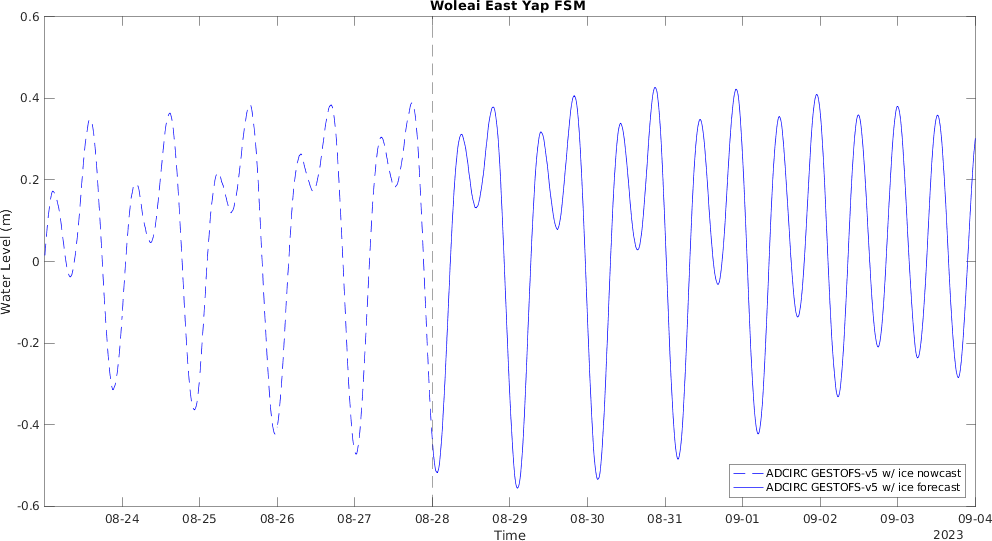 Woleai East Yap FSM
0.6
0.4
0.2
0
-0.2
-0.4
-0.6
Water Level (m)
ADCIRC GESTOFS-v5 w/ ice nowcast
ADCIRC GESTOFS-v5 w/ ice forecast
08-24 08-25 08-26 08-27 08-28 08-29 08-30 08-31 09-01 09-02 09-03 09-04
Time
2023